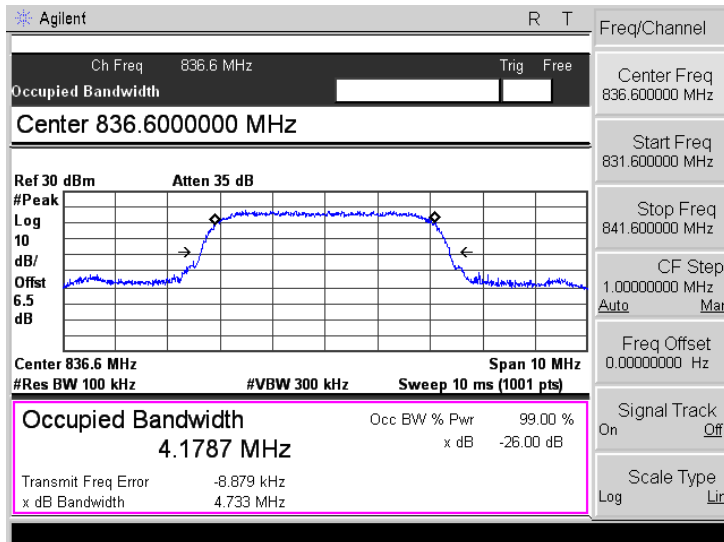 Agilent R T
Ch Freq 836.6 MHz Trig Free
Occupied Bandwidth
Center 836.6000000 MHz
Ref 30 dBm Atten 35 dB
#Peak
Log
10
dB/
Offst
6.5
dB
Center 836.6 MHz Span 10 MHz
#Res BW 100 kHz #VBW 300 kHz Sweep 10 ms (1001 pts)
Occupied Bandwidth Occ BW % Pwr 99.00 %
4.1787 MHz x dB -26.00 dB
Transmit Freq Error -8.879 kHz
x dB Bandwidth 4.733 MHz
Freq/Channel
Center Freq
836.600000 MHz
Start Freq
831.600000 MHz
Stop Freq
841.600000 MHz
CF Step
1.00000000 MHz
Auto Man
Freq Offset
0.00000000 Hz
Signal Track
On Off
Scale Type
Log Lin